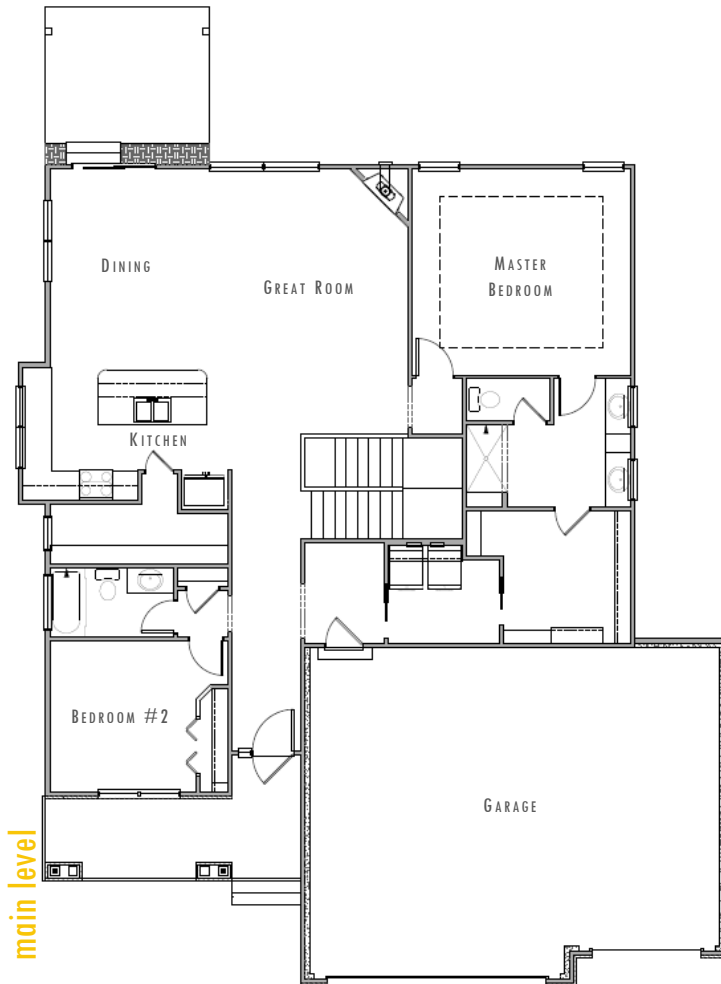 Dining
Great Room
Master
Bedroom
Kitchen
Bedroom #2
Garage
main level